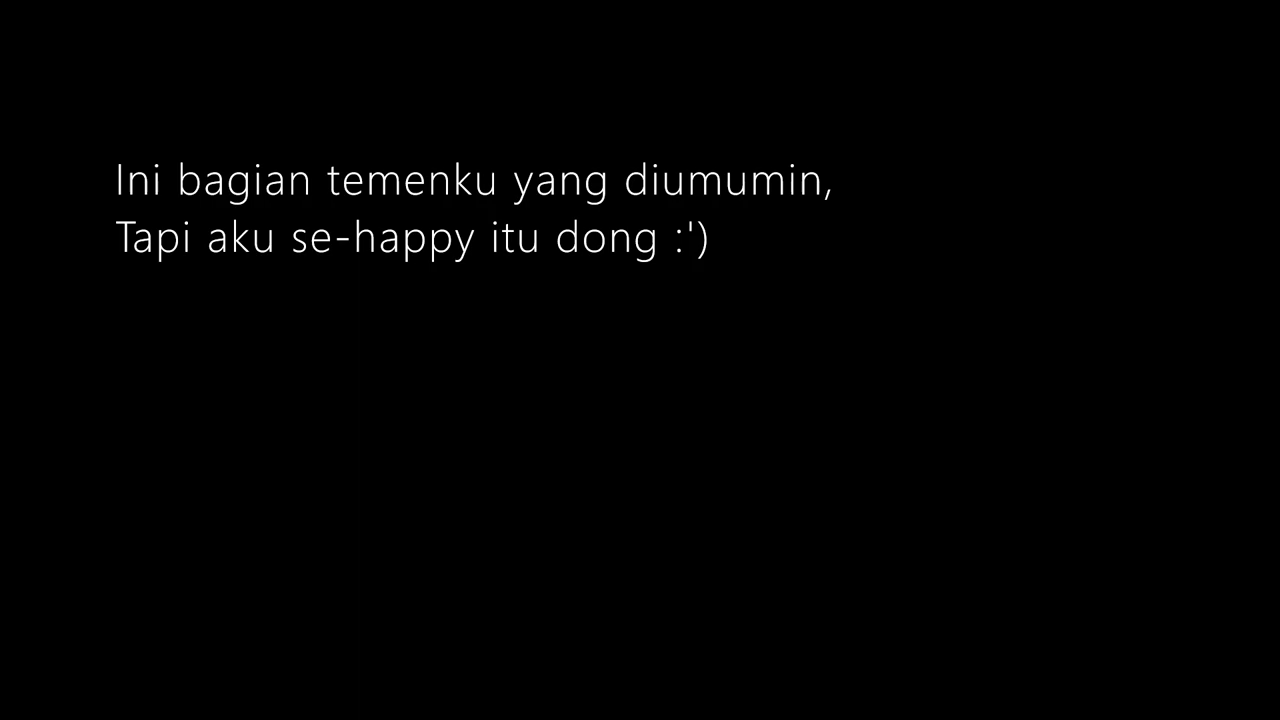 Ini bagian temenku yang diumumin,
Tapi aku se-happy itu dong :')